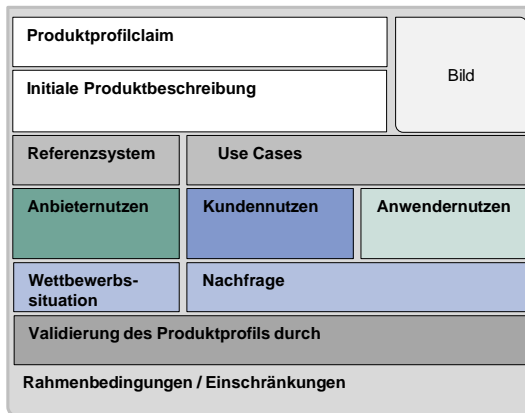 Produktprofilclaim
Bild
Initiale Produktbeschreibung
Referenzsystem
Use Cases
Anbieternutzen
Kundennutzen
Anwendernutzen
Wettbewerbs-
situation
Nachfrage
Validierung des Produktprofils durch
Rahmenbedingungen / Einschränkungen